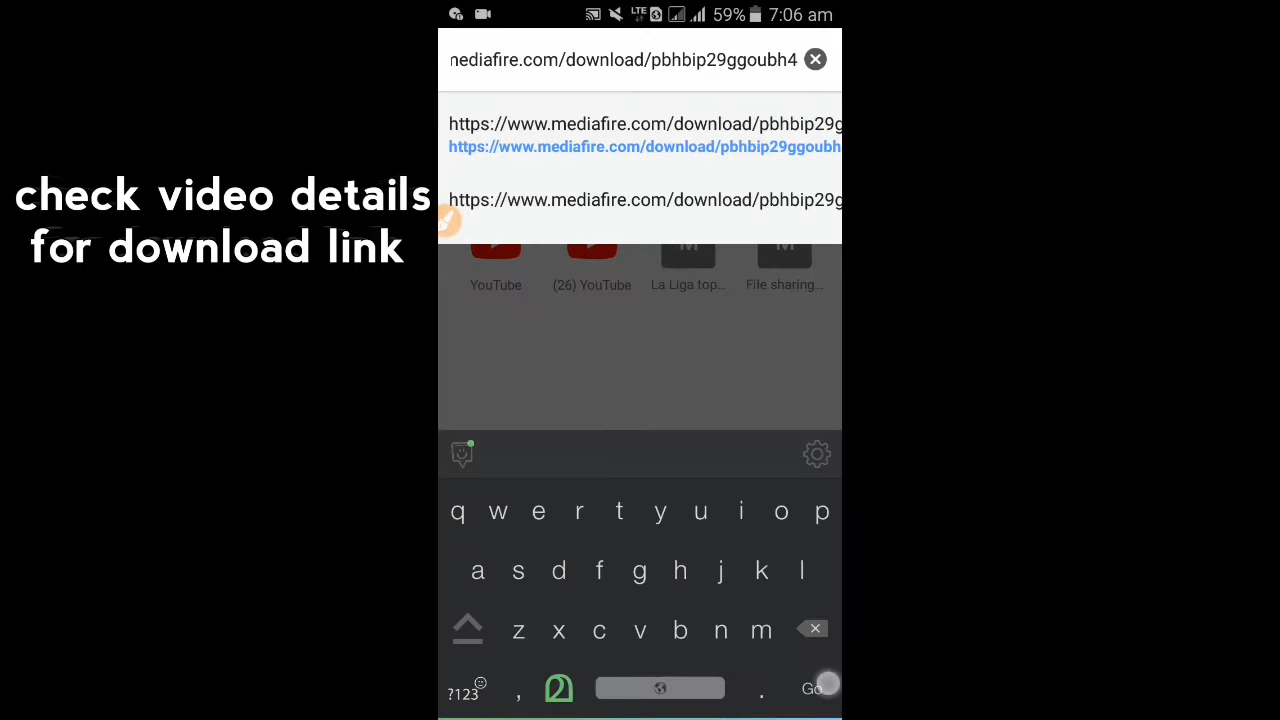 LTE 59% 7:06 am
nediafire.com/download/pbhbip29ggoubh4
https://www.mediafire.com/download/pbhbip29g
https://www.mediafire.com/download/pbhbip29ggoubh
https://www.mediafire.com/download/pbhbip29g
check video details
for download link
M M
YouTube (26) YouTube La Liga top... File sharing...
q w e r t y u i o p
a s d f g h j k l
z x c v b n m
?123 , മ . Go